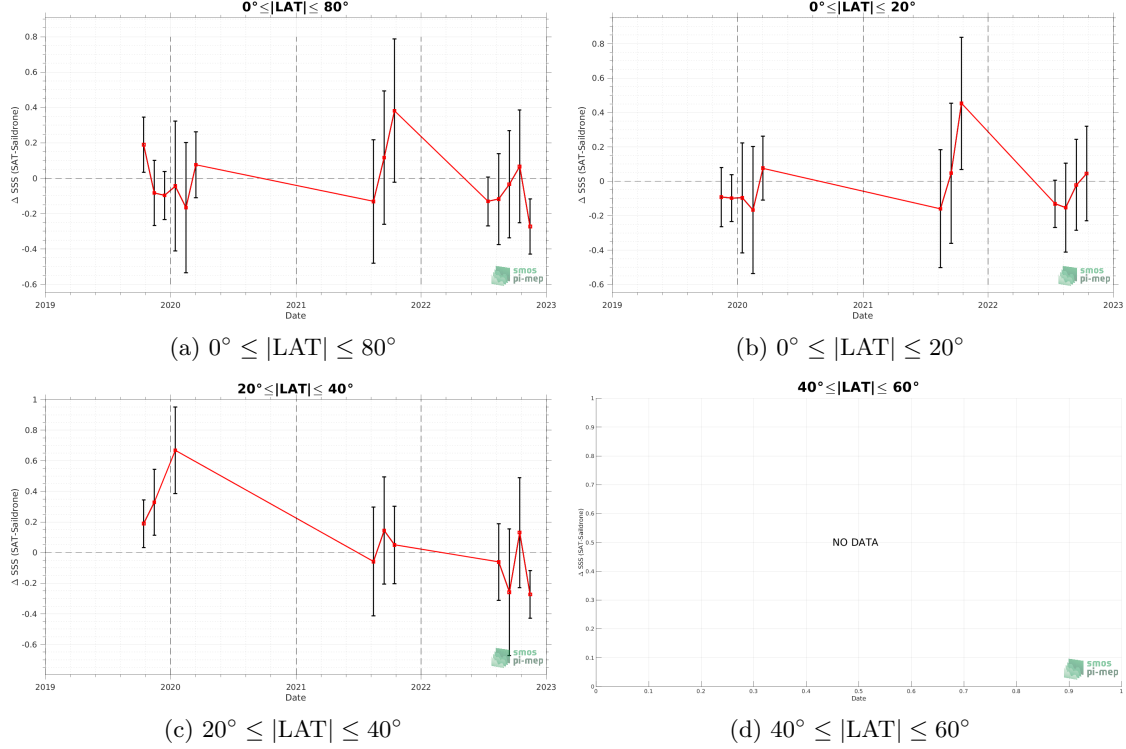 0°≤|LAT|≤ 80°
Δ SSS (SAT-Saildrone)
0.8
0.6
0.4
0.2
0
-0.2
-0.4
-0.6
2019
2020
2021
2022
2023
Date
smos
pi-mep
(a) 0° ≤ |LAT| ≤ 80°
0°≤|LAT|≤ 20°
Δ SSS (SAT-Saildrone)
0.8
0.6
0.4
0.2
0
-0.2
-0.4
-0.6
2019
2020
2021
2022
2023
Date
smos
pi-mep
(b) 0° ≤ |LAT| ≤ 20°
20°≤|LAT|≤ 40°
Δ SSS (SAT-Saildrone)
1
0.8
0.6
0.4
0.2
0
-0.2
-0.4
-0.6
2019
2020
2021
2022
2023
Date
smos
pi-mep
(c) 20° ≤ |LAT| ≤ 40°
40°≤|LAT|≤ 60°
Δ SSS (SAT-Saildrone)
1
0.9
0.8
0.7
0.6
0.5
0.4
0.3
0.2
0.1
0
NO DATA
0
0.1
0.2
0.3
0.4
0.5
0.6
0.7
0.8
0.9
1
Date
smos
pi-mep
(d) 40° ≤ |LAT| ≤ 60°